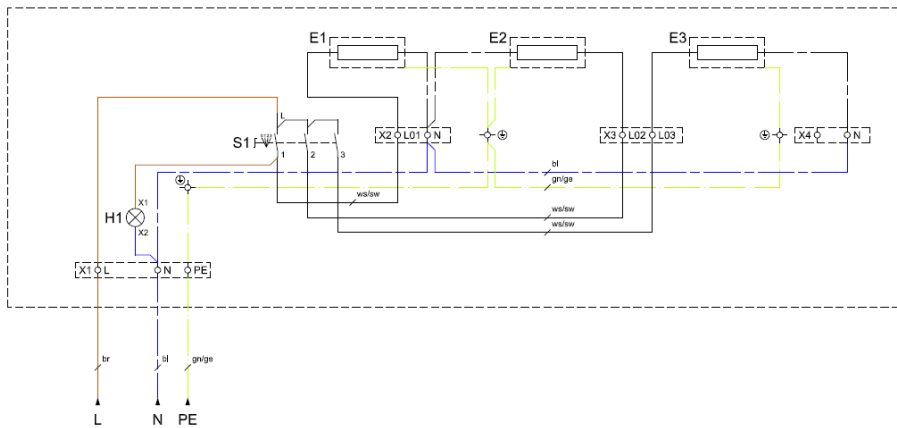 E1
E2
E3
L
X2 L01 N
X3 L02 L03
X4 N
0123
S1
1 2 3
bl
gn/ge
ws/sw
ws/sw
ws/sw
X1
H1
X2
X1 L N PE
br bl gn/ge
L N PE